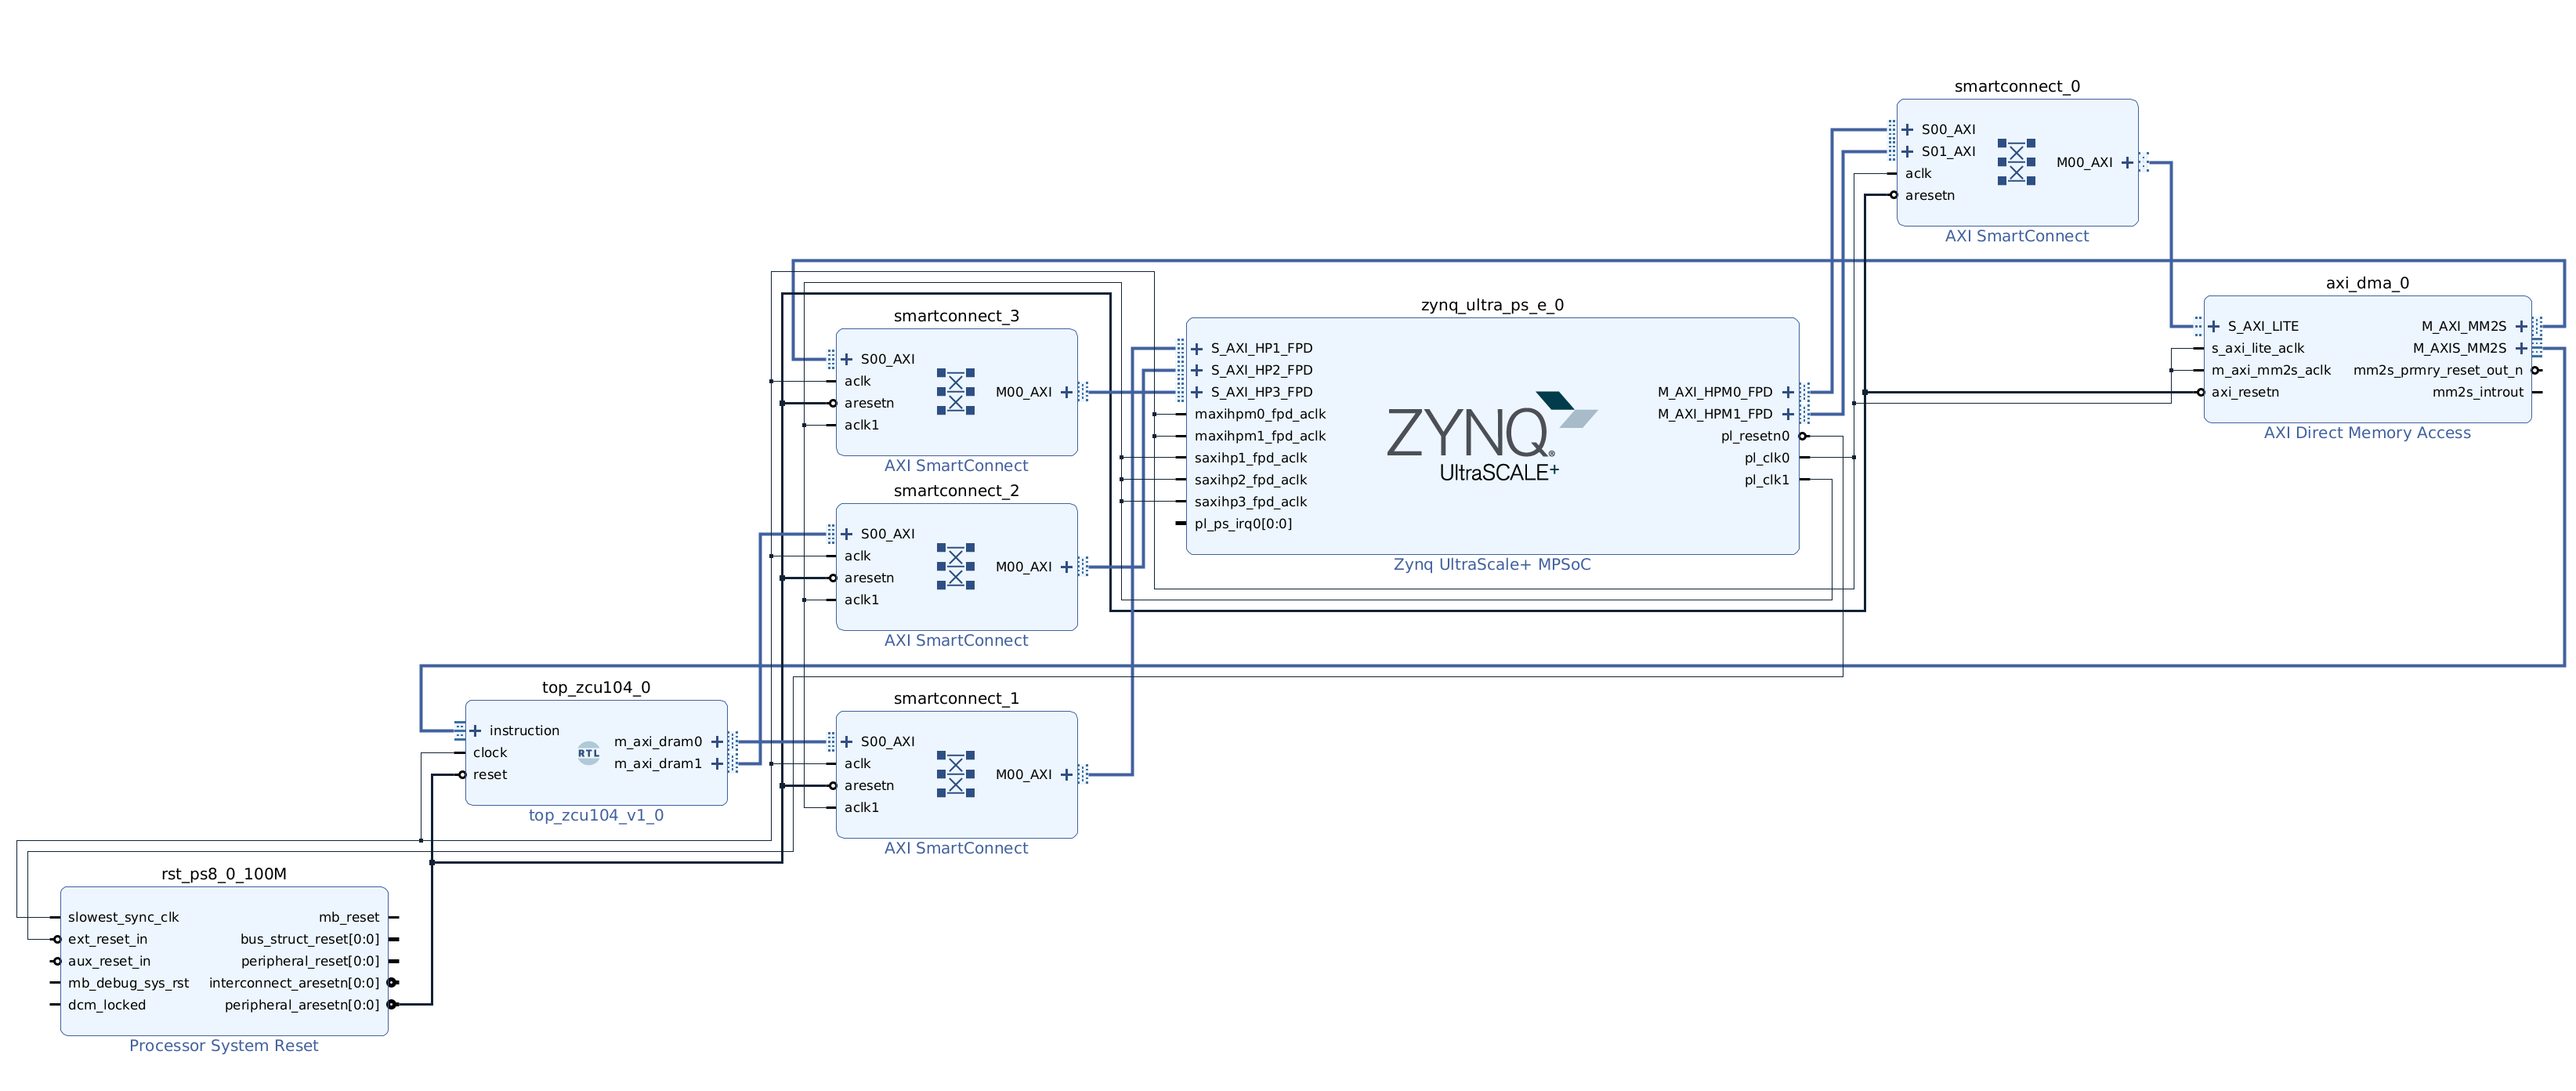 smartconnect_0
S00_AXI
S01_AXI
aclk
aresetn
M00_AXI
AXI SmartConnect
axi_dma_0
S_AXI_LITE
s_axi_lite_aclk
m_axi_mm2s_aclk
axi_resetn
M_AXI_MM2S
M_AXIS_MM2S
mm2s_prmry_reset_out_n
mm2s_introut
AXI Direct Memory Access
zynq_ultra_ps_e_0
S_AXI_HP1_FPD
S_AXI_HP2_FPD
S_AXI_HP3_FPD
maxihpm0_fpd_aclk
maxihpm1_fpd_aclk
saxihp1_fpd_aclk
saxihp2_fpd_aclk
saxihp3_fpd_aclk
pl_ps_irq0[0:0]
ZYNQ®
UltraSCALE+
M_AXI_HPM0_FPD
M_AXI_HPM1_FPD
pl_resetn0
pl_clk0
pl_clk1
Zynq UltraScale+ MPSoC
smartconnect_3
S00_AXI
aclk
aresetn
aclk1
M00_AXI
AXI SmartConnect
smartconnect_2
S00_AXI
aclk
aresetn
aclk1
M00_AXI
AXI SmartConnect
top_zcu104_0
instruction
clock
reset
RTL
m_axi_dram0
m_axi_dram1
top_zcu104_v1_0
smartconnect_1
S00_AXI
aclk
aresetn
aclk1
M00_AXI
AXI SmartConnect
rst_ps8_0_100M
slowest_sync_clk
ext_reset_in
aux_reset_in
mb_debug_sys_rst
dcm_locked
mb_reset
bus_struct_reset[0:0]
peripheral_reset[0:0]
interconnect_aresetn[0:0]
peripheral_aresetn[0:0]
Processor System Reset